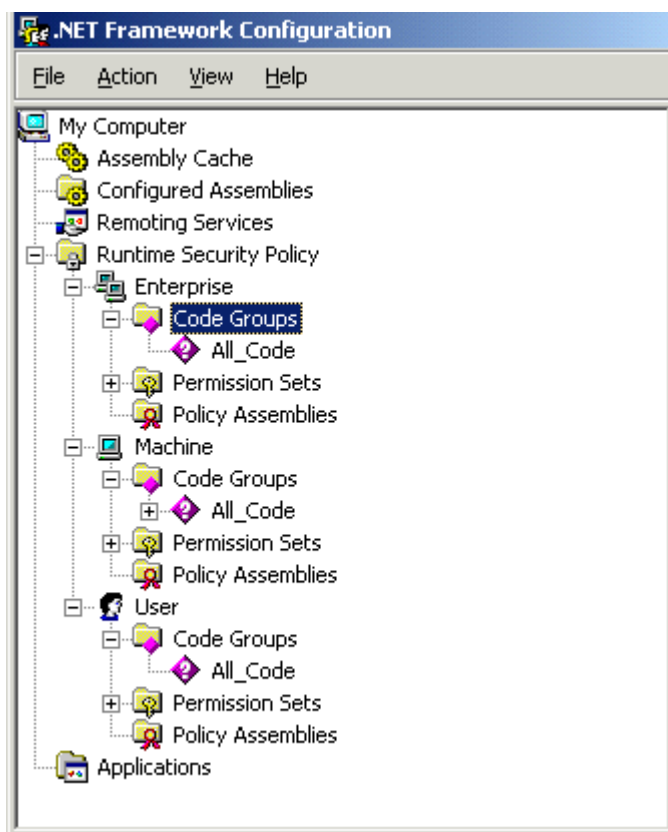 .NET Framework Configuration
File Action View Help
My Computer
Assembly Cache
Configured Assemblies
Remoting Services
Runtime Security Policy
Enterprise
Code Groups
All_Code
Permission Sets
Policy Assemblies
Machine
Code Groups
All_Code
Permission Sets
Policy Assemblies
User
Code Groups
All_Code
Permission Sets
Policy Assemblies
Applications